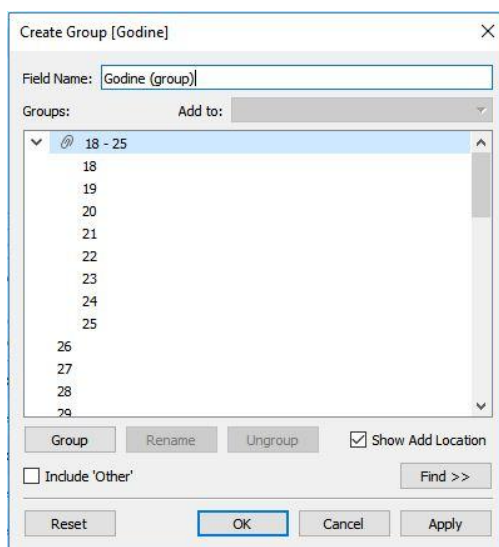 Create Group [Godine]
Field Name: Godine (group)
Groups: Add to:
18 - 25
18
19
20
21
22
23
24
25
26
27
28
29
Group Rename Ungroup Show Add Location
Include 'Other' Find >>
Reset OK Cancel Apply